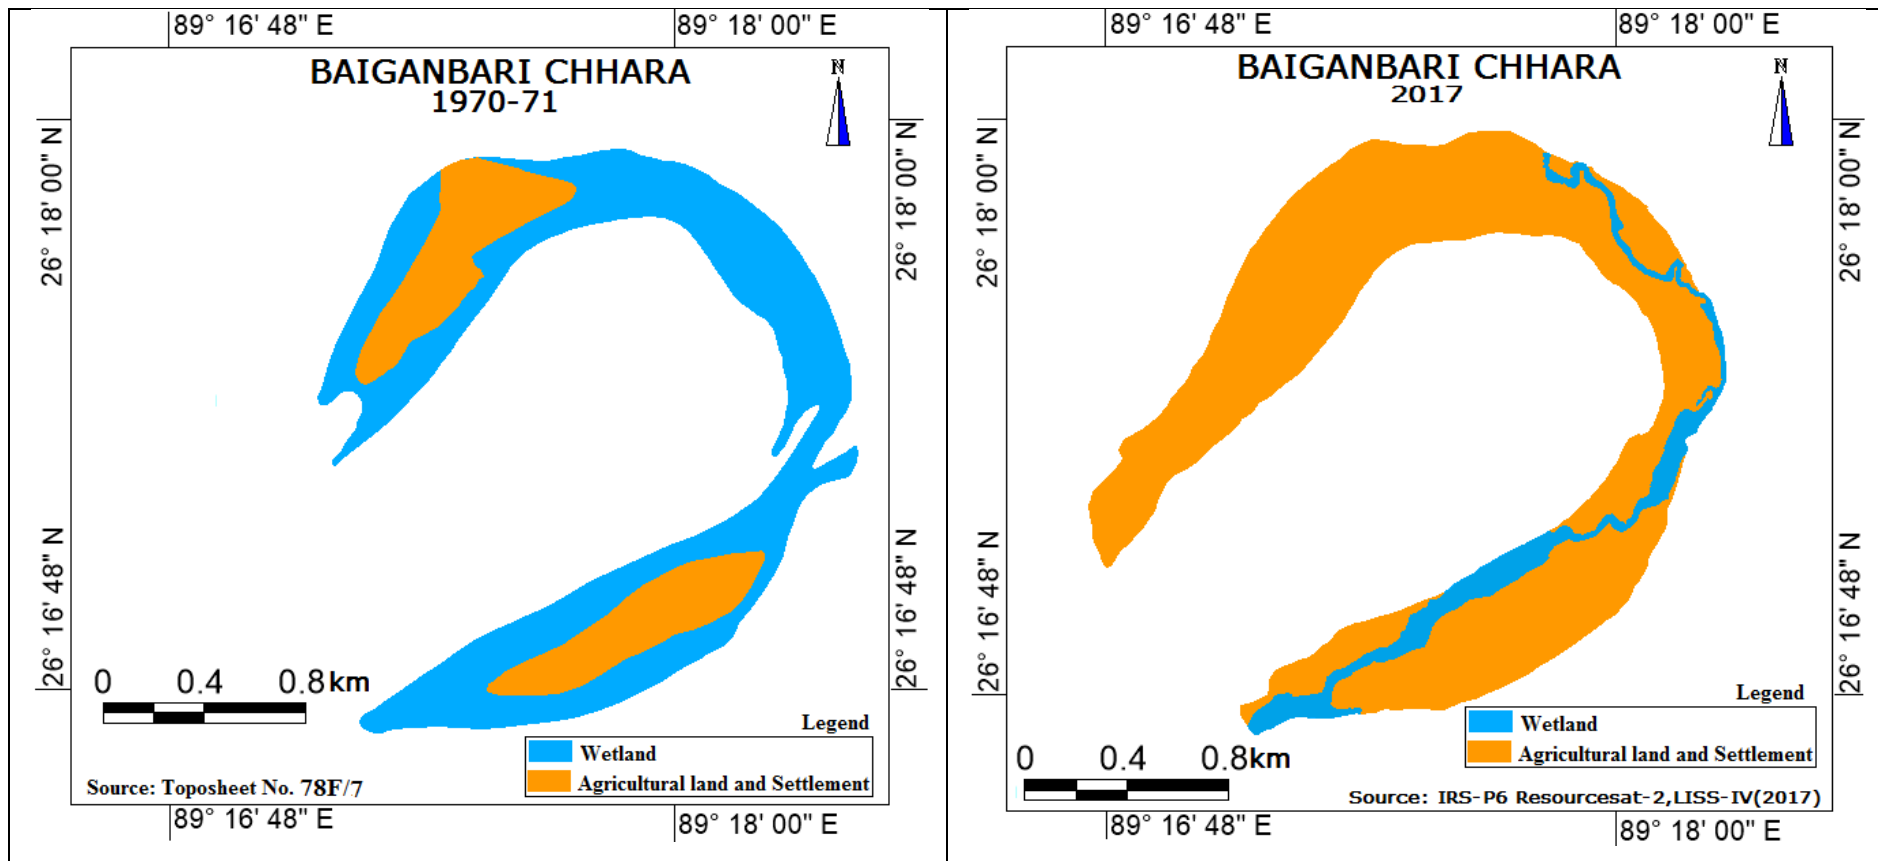 89° 16' 48" E
89° 18' 00" E
BAIGANBARI CHHARA
1970-71
N
26° 18' 00" N
26° 18' 00" N
26° 16' 48" N
26° 16' 48" N
0 0.4 0.8km
Legend
Wetland
Agricultural land and Settlement
Source: Toposheet No. 78F/7
89° 16' 48" E
89° 18' 00" E
89° 16' 48" E
89° 18' 00" E
BAIGANBARI CHHARA
2017
N
26° 18' 00" N
26° 18' 00" N
26° 16' 48" N
26° 16' 48" N
Legend
Wetland
Agricultural land and Settlement
0 0.4 0.8km
Source: IRS-P6 Resourcesat-2,LISS-IV(2017)
89° 16' 48" E
89° 18' 00" E